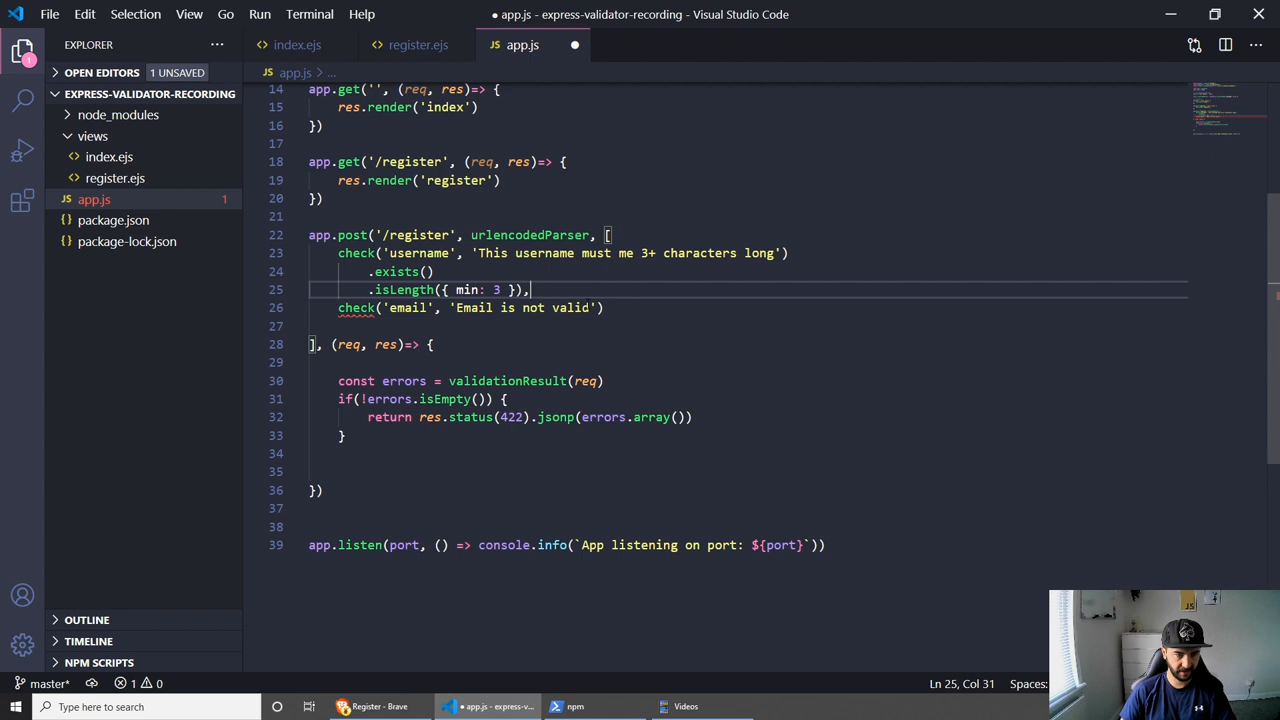 File Edit Selection View Go Run Terminal Help
● app.js - express-validator-recording - Visual Studio Code
EXPLORER ···
index.ejs
register.ejs
app.js
OPEN EDITORS 1 UNSAVED
app.js > ...
EXPRESS-VALIDATOR-RECORDING
node_modules
views
index.ejs
register.ejs
app.js 1
package.json
package-lock.json
14 app.get('', (req, res)=> {
15 res.render('index')
16 })
17
18 app.get('/register', (req, res)=> {
19 res.render('register')
20 })
21
22 app.post('/register', urlencodedParser, [
23 check('username', 'This username must me 3+ characters long')
24 .exists()
25 .isLength({ min: 3 }),
26 check('email', 'Email is not valid')
27
28 ], (req, res)=> {
29
30 const errors = validationResult(req)
31 if(!errors.isEmpty()) {
32 return res.status(422).jsonp(errors.array())
33 }
34
35
36 })
37
38
39 app.listen(port, () => console.info(`App listening on port: ${port}`))
1
OUTLINE
TIMELINE
NPM SCRIPTS
master* 1 0
Ln 25, Col 31 Spaces:
JS
Type here to search
Register - Brave
● app.js - express-v...
npm
Videos